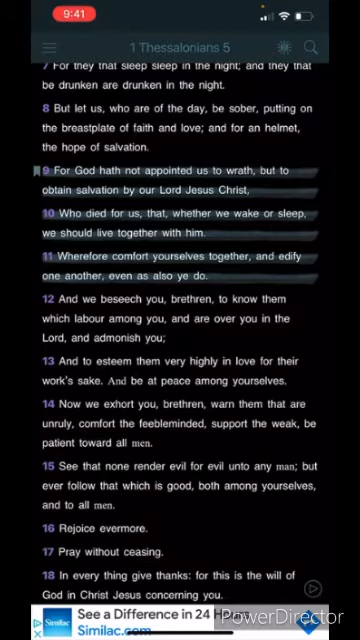 9:41
1 Thessalonians 5
7 For they that sleep sleep in the night; and they that
be drunken are drunken in the night.
8 But let us, who are of the day, be sober, putting on
the breastplate of faith and love; and for an helmet,
the hope of salvation.
9 For God hath not appointed us to wrath, but to
obtain salvation by our Lord Jesus Christ,
10 Who died for us, that, whether we wake or sleep,
we should live together with him.
11 Wherefore comfort yourselves together, and edify
one another, even as also ye do.
12 And we beseech you, brethren, to know them
which labour among you, and are over you in the
Lord, and admonish you;
13 And to esteem them very highly in love for their
work's sake. And be at peace among yourselves.
14 Now we exhort you, brethren, warn them that are
unruly, comfort the feebleminded, support the weak, be
patient toward all men.
15 See that none render evil for evil unto any man; but
ever follow that which is good, both among yourselves,
and to all men.
16 Rejoice evermore.
17 Pray without ceasing.
18 In every thing give thanks: for this is the will of
God in Christ Jesus concerning you.
Similac
See a Difference in 24 Hours
Similac.com
PowerDirector